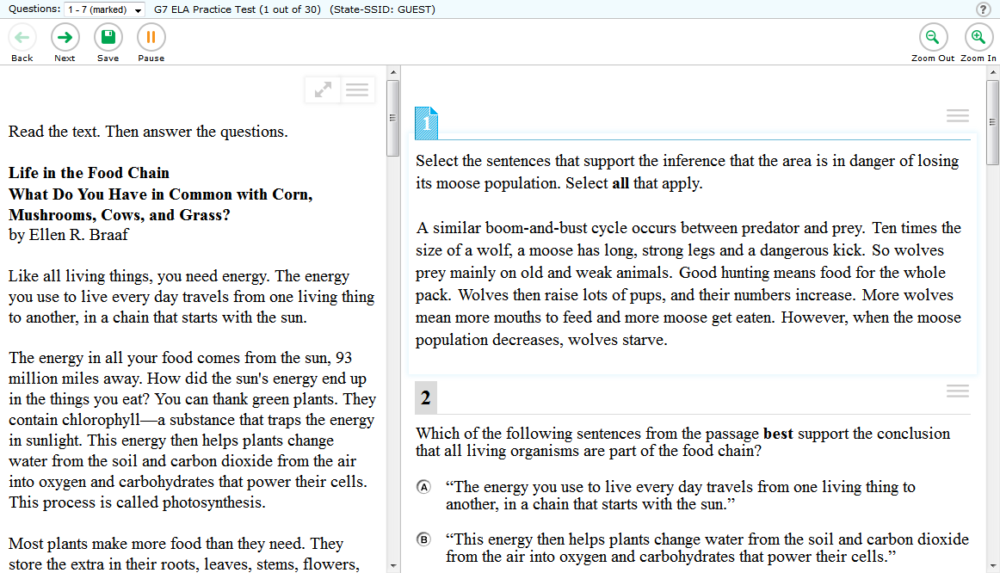 Questions: 1 - 7 (marked) G7 ELA Practice Test (1 out of 30) (State-SSID: GUEST) ?
Back Next Save Pause Zoom Out Zoom In
Read the text. Then answer the questions.
Life in the Food Chain
What Do You Have in Common with Corn,
Mushrooms, Cows, and Grass?
by Ellen R. Braaf
Like all living things, you need energy. The energy
you use to live every day travels from one living thing
to another, in a chain that starts with the sun.
The energy in all your food comes from the sun, 93
million miles away. How did the sun's energy end up
in the things you eat? You can thank green plants. They
contain chlorophyll—a substance that traps the energy
in sunlight. This energy then helps plants change
water from the soil and carbon dioxide from the air
into oxygen and carbohydrates that power their cells.
This process is called photosynthesis.
Most plants make more food than they need. They
store the extra in their roots, leaves, stems, flowers,
1
Select the sentences that support the inference that the area is in danger of losing
its moose population. Select all that apply.
A similar boom-and-bust cycle occurs between predator and prey. Ten times the
size of a wolf, a moose has long, strong legs and a dangerous kick. So wolves
prey mainly on old and weak animals. Good hunting means food for the whole
pack. Wolves then raise lots of pups, and their numbers increase. More wolves
mean more mouths to feed and more moose get eaten. However, when the moose
population decreases, wolves starve.
2
Which of the following sentences from the passage best support the conclusion
that all living organisms are part of the food chain?
A “The energy you use to live every day travels from one living thing to
another, in a chain that starts with the sun.”
B “This energy then helps plants change water from the soil and carbon dioxide
from the air into oxygen and carbohydrates that power their cells.”